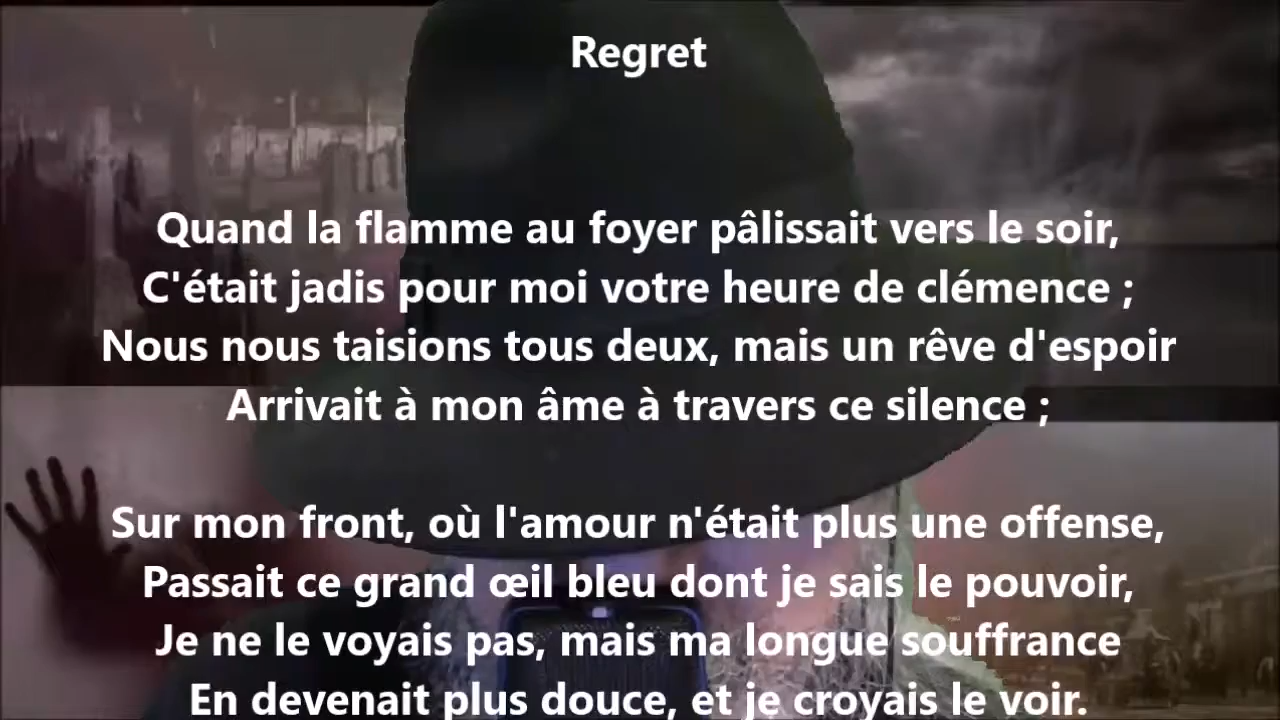 Regret
Quand la flamme au foyer pâlissait vers le soir,
C'était jadis pour moi votre heure de clémence ;
Nous nous taisions tous deux, mais un rêve d'espoir
Arrivait à mon âme à travers ce silence ;
Sur mon front, où l'amour n'était plus une offense,
Passait ce grand œil bleu dont je sais le pouvoir,
Je ne le voyais pas, mais ma longue souffrance
En devenait plus douce, et je croyais le voir.